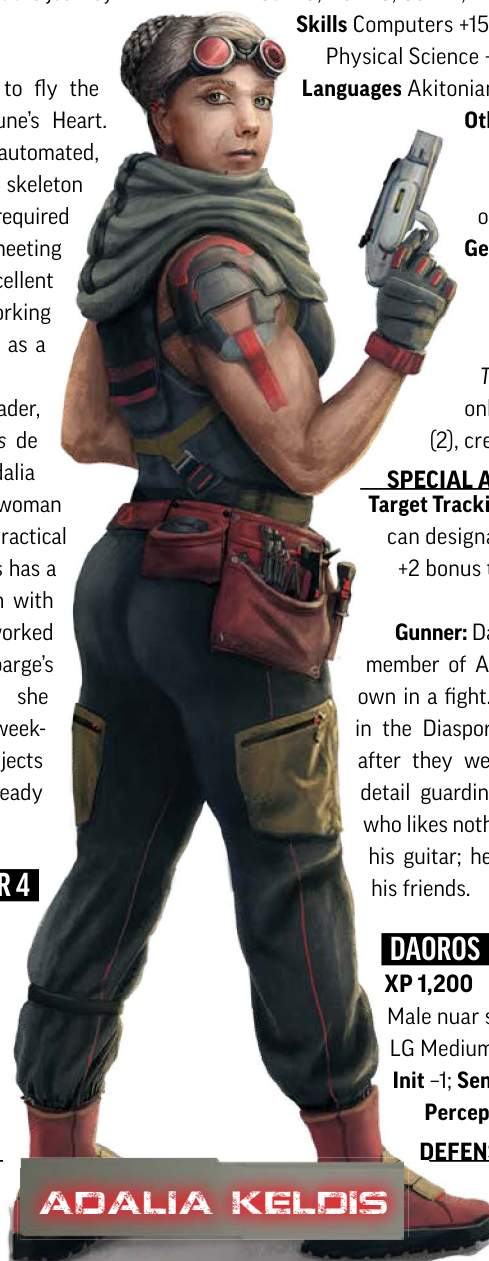 to fly the
une's Heart.
automated,
skeleton
required
meeting
cellent
orking
as a
ader,
s de
dalia
woman
ractical
s has a
n with
worked
barge's
she
week-
jects
eady
R 4
Skills Computers +15
Physical Science
Languages Akitonian
Oth
o
Ge
T
onl
(2), cre
SPECIAL A
Target Tracki
can designa
+2 bonus t
Gunner: Da
member of A
own in a fight.
in the Diaspor
after they we
detail guardin
who likes noth
his guitar; he
his friends.
DAOROS
XP 1,200
Male nuar s
LG Medium
Init –1; Sen
Percep
DEFENS
ADALIA KELDIS